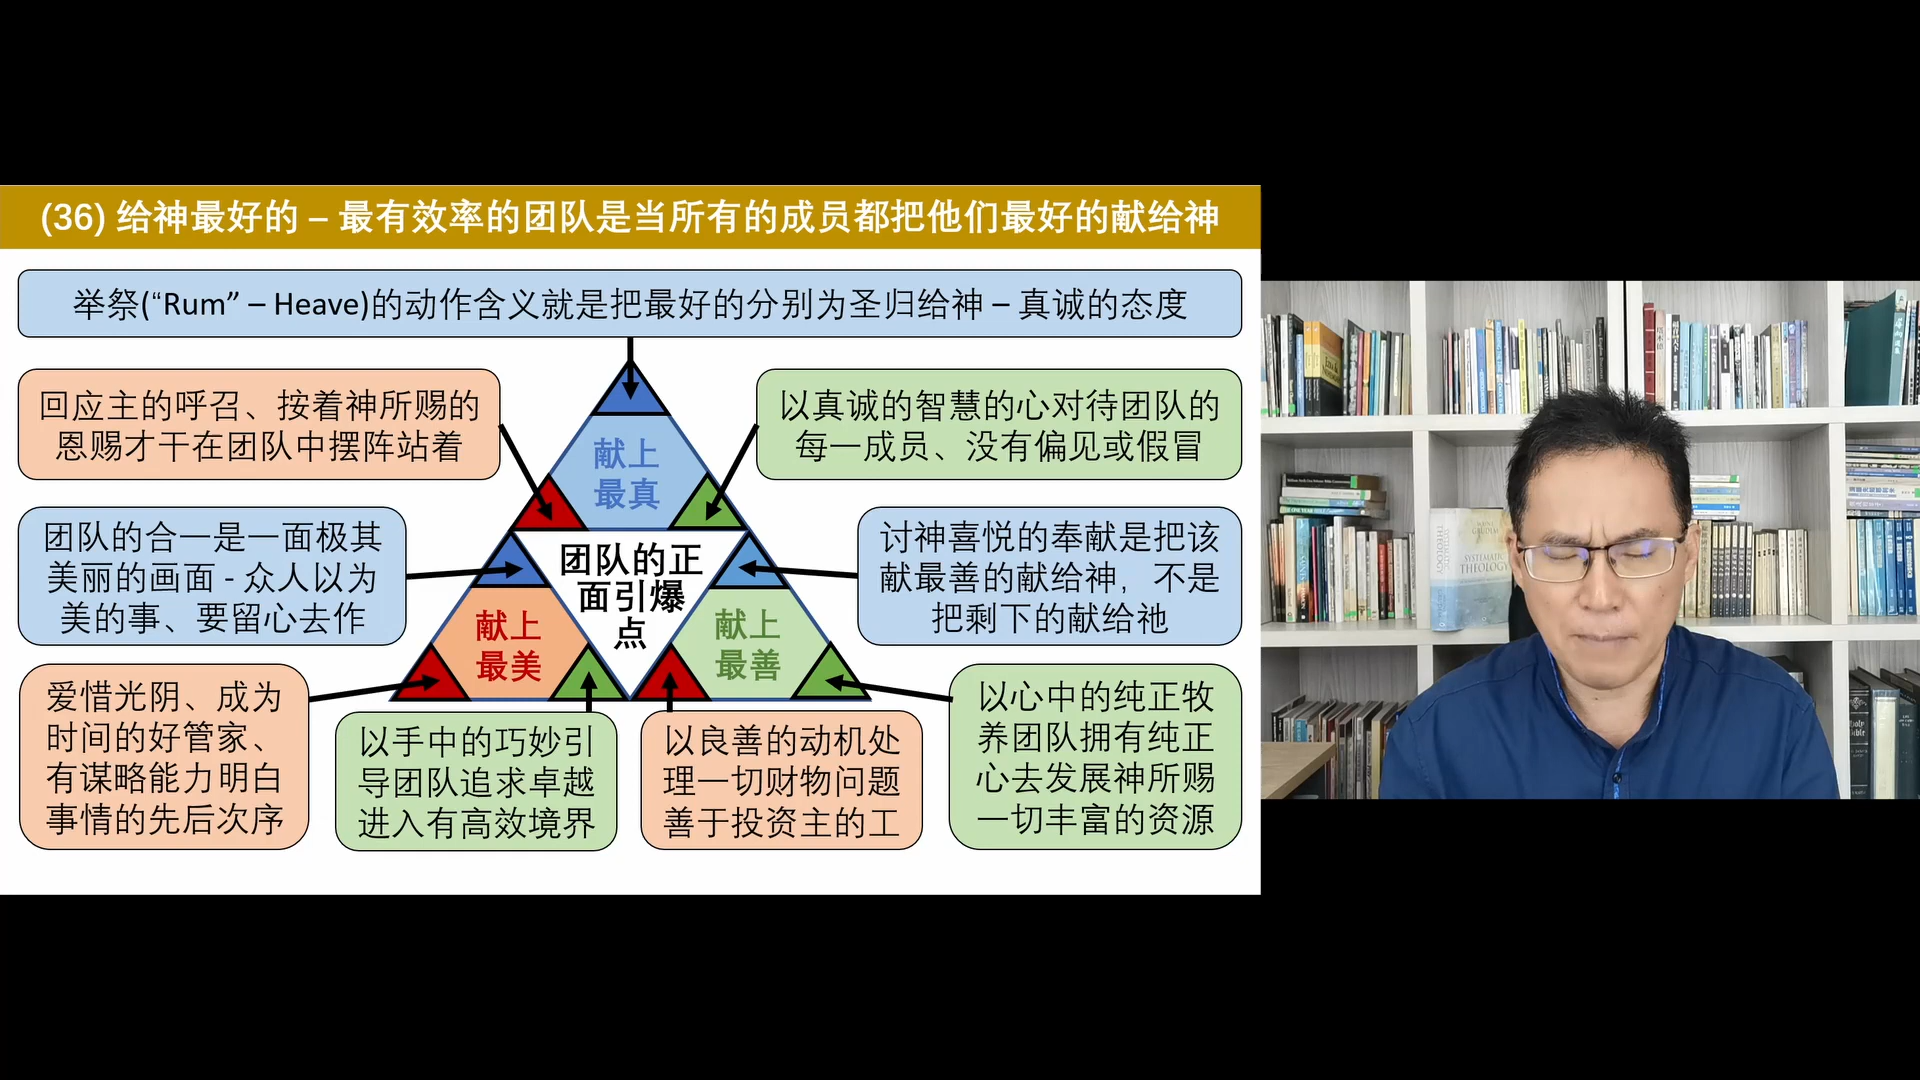 (36) 给神最好的 – 最有效率的团队是当所有的成员都把他们最好的献给神
举祭(“Rum” – Heave)的动作含义就是把最好的分别为圣归给神 – 真诚的态度
回应主的呼召、按着神所赐的
恩赐才干在团队中摆阵站着
以真诚的智慧的心对待团队的
每一成员、没有偏见或假冒
献上
最真
团队的合一是一面极其
美丽的画面 - 众人以为
美的事、要留心去作
团队的正
面引爆
点
讨神喜悦的奉献是把该
献最善的献给神，不是
把剩下的献给祂
献上
最美
献上
最善
爱惜光阴、成为
时间的好管家、
有谋略能力明白
事情的先后次序
以手中的巧妙引
导团队追求卓越
进入有高效境界
以良善的动机处
理一切财物问题
善于投资主的工
以心中的纯正牧
养团队拥有纯正
心去发展神所赐
一切丰富的资源
SYSTEMATIC
THEOLOGY